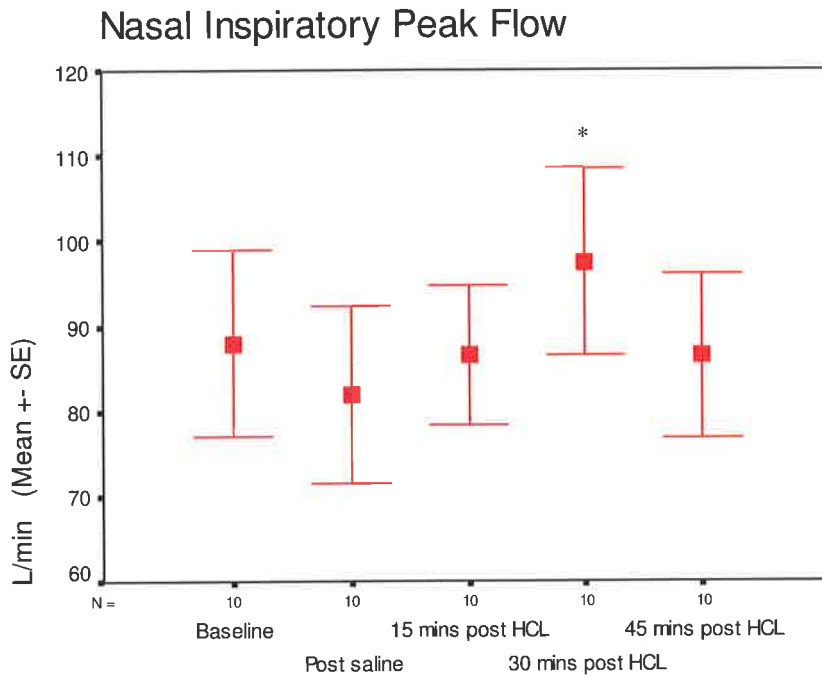 Nasal Inspiratory Peak Flow
120
110
100
90
80
70
60
L/min (Mean +- SE)
*
N = 10 10 10 10 10
Baseline 15 mins post HCL 45 mins post HCL
Post saline 30 mins post HCL